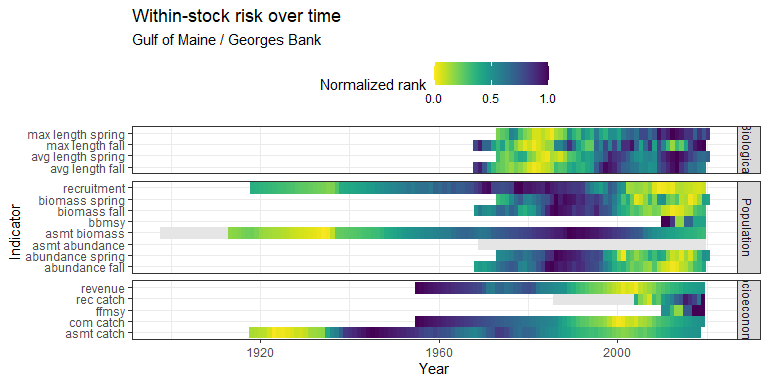 Within-stock risk over time
Gulf of Maine / Georges Bank
Normalized rank
0.0 0.5 1.0
Indicator
max length spring
max length fall
avg length spring
avg length fall
Biologica
recruitment
biomass spring
biomass fall
bbmsy
asmt biomass
asmt abundance
abundance spring
abundance fall
Population
revenue
rec catch
ffmsy
com catch
asmt catch
cioeconom
1920 1960 2000
Year